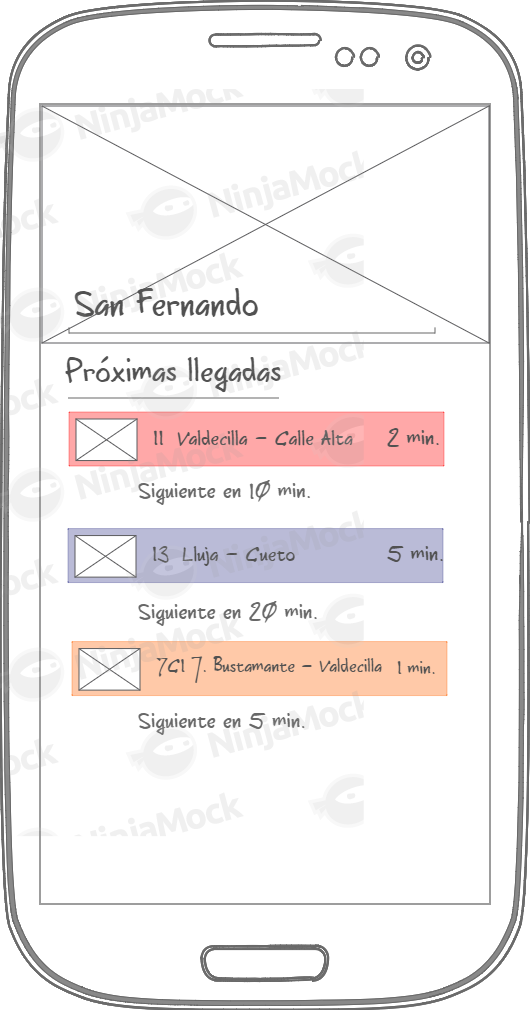 San Fernando
Próximas llegadas
11 Valdecilla - Calle Alta 2 min.
Siguiente en 10 min.
13 Lluja - Cueto 5 min.
Siguiente en 20 min.
7C1 7. Bustamante - Valdecilla 1 min.
Siguiente en 5 min.
NinjaMock